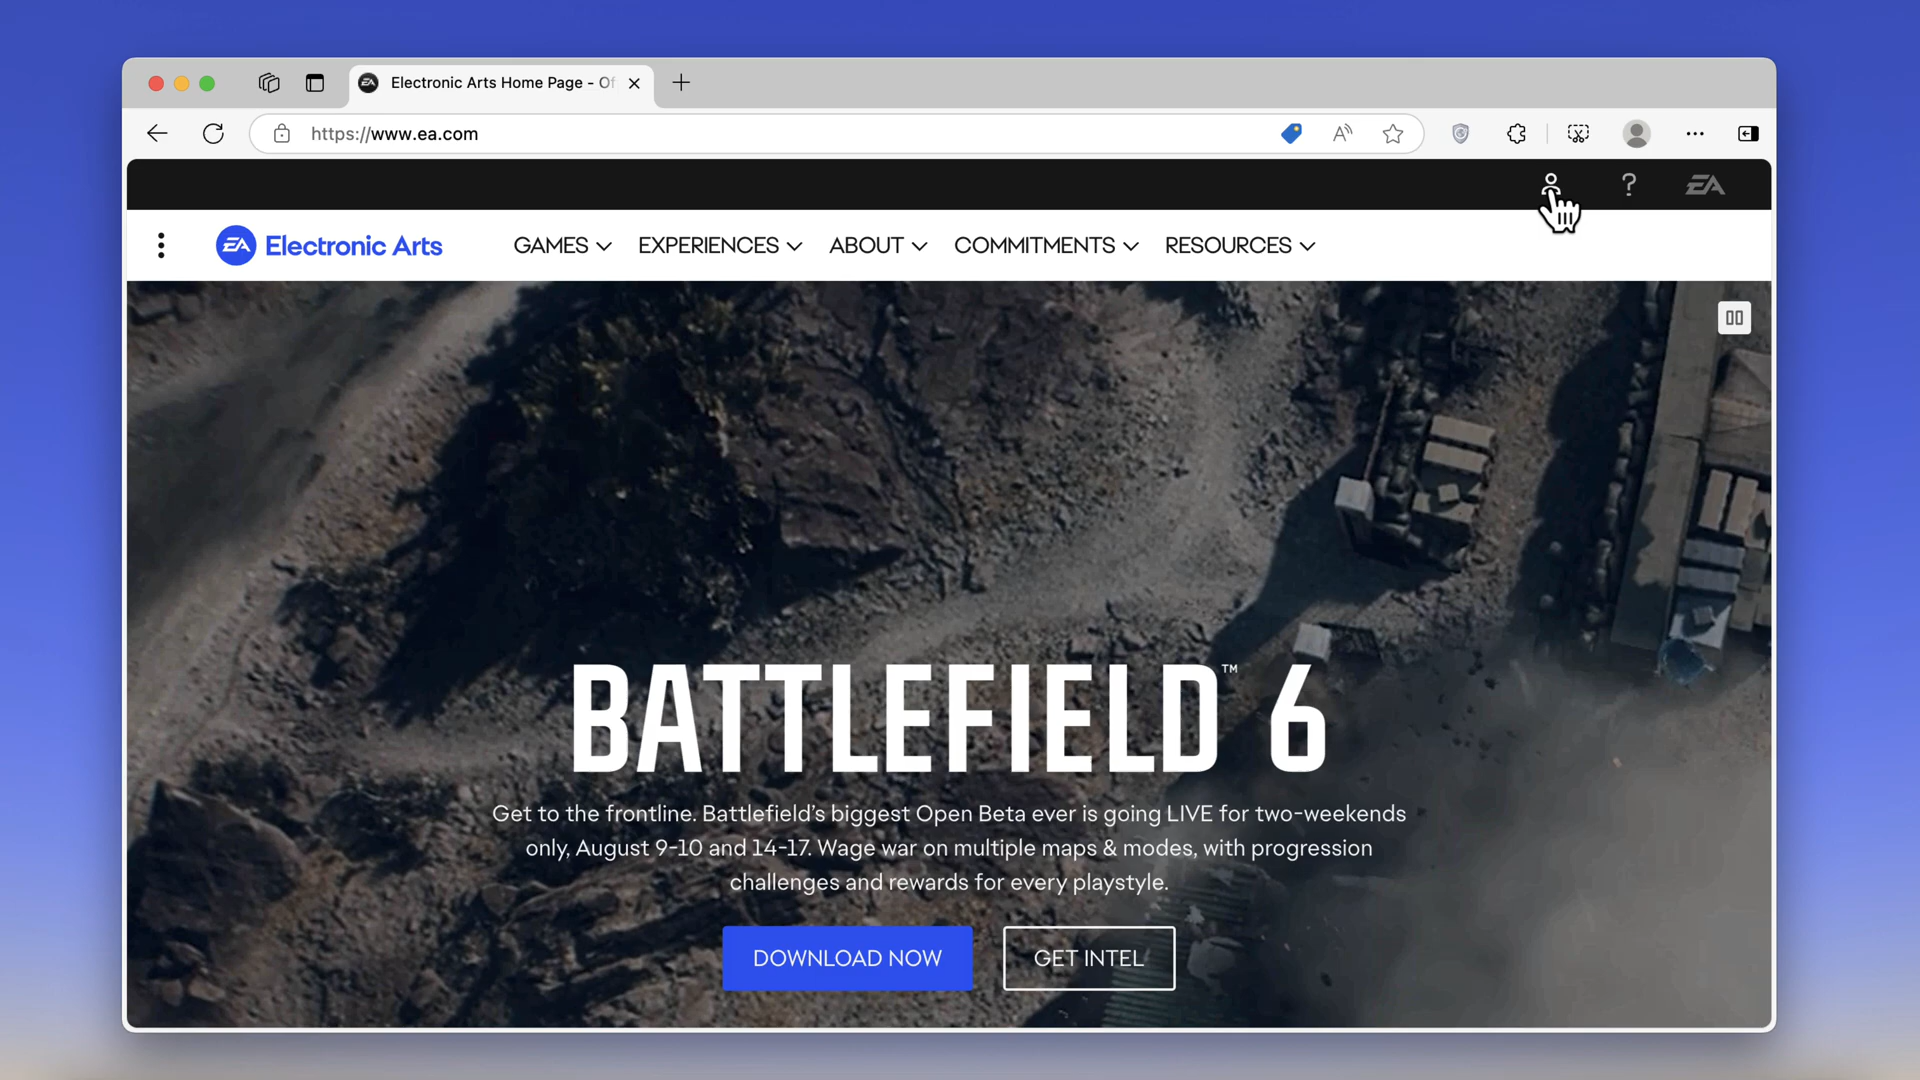 Electronic Arts Home Page - Of
https://www.ea.com
A
?
EA
EA Electronic Arts
GAMES
EXPERIENCES
ABOUT
COMMITMENTS
RESOURCES
BATTLEFIELD™ 6
Get to the frontline. Battlefield's biggest Open Beta ever is going LIVE for two-weekends
only, August 9-10 and 14-17. Wage war on multiple maps & modes, with progression
challenges and rewards for every playstyle.
DOWNLOAD NOW
GET INTEL